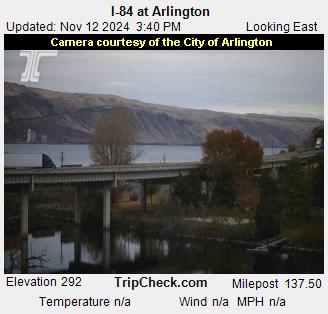 I-84 at Arlington
Updated: Nov 12 2024 3:40 PM Looking East
Camera courtesy of the City of Arlington
Elevation 292 TripCheck.com Milepost 137.50
Temperature n/a Wind n/a MPH n/a